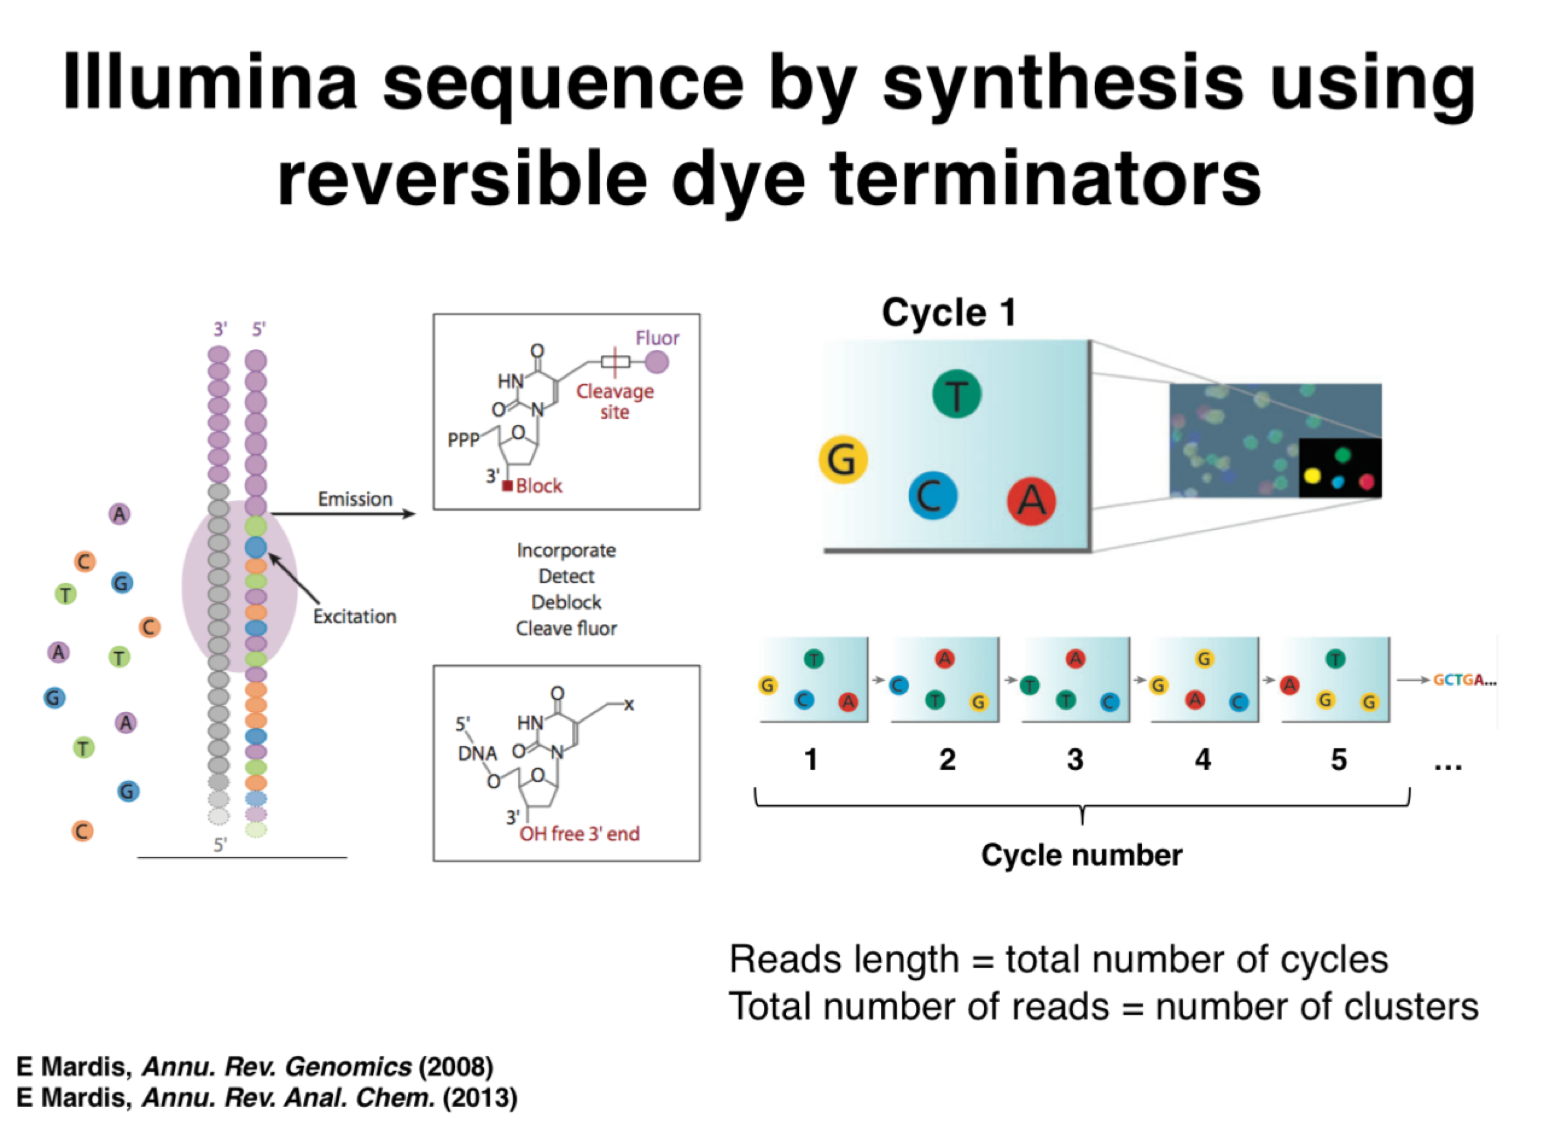 Illumina sequence by synthesis using
reversible dye terminators
3' 5'
A
C
G
T
C
A
T
G
A
T
G
C
5'
Emission
Excitation
O
HN
O
N
Fluor
Cleavage
site
PPP
O
3'
Block
Incorporate
Detect
Deblock
Cleave fluor
O
X
5'
HN
DNA
O
N
O
O
3'
OH free 3' end
Cycle 1
T
G
C
A
T
G
C
A
A
C
T
G
A
T
T
C
G
G
A
C
T
A
G
G
GCTGA...
1 2 3 4 5 ...
Cycle number
Reads length = total number of cycles
Total number of reads = number of clusters
E Mardis, Annu. Rev. Genomics (2008)
E Mardis, Annu. Rev. Anal. Chem. (2013)